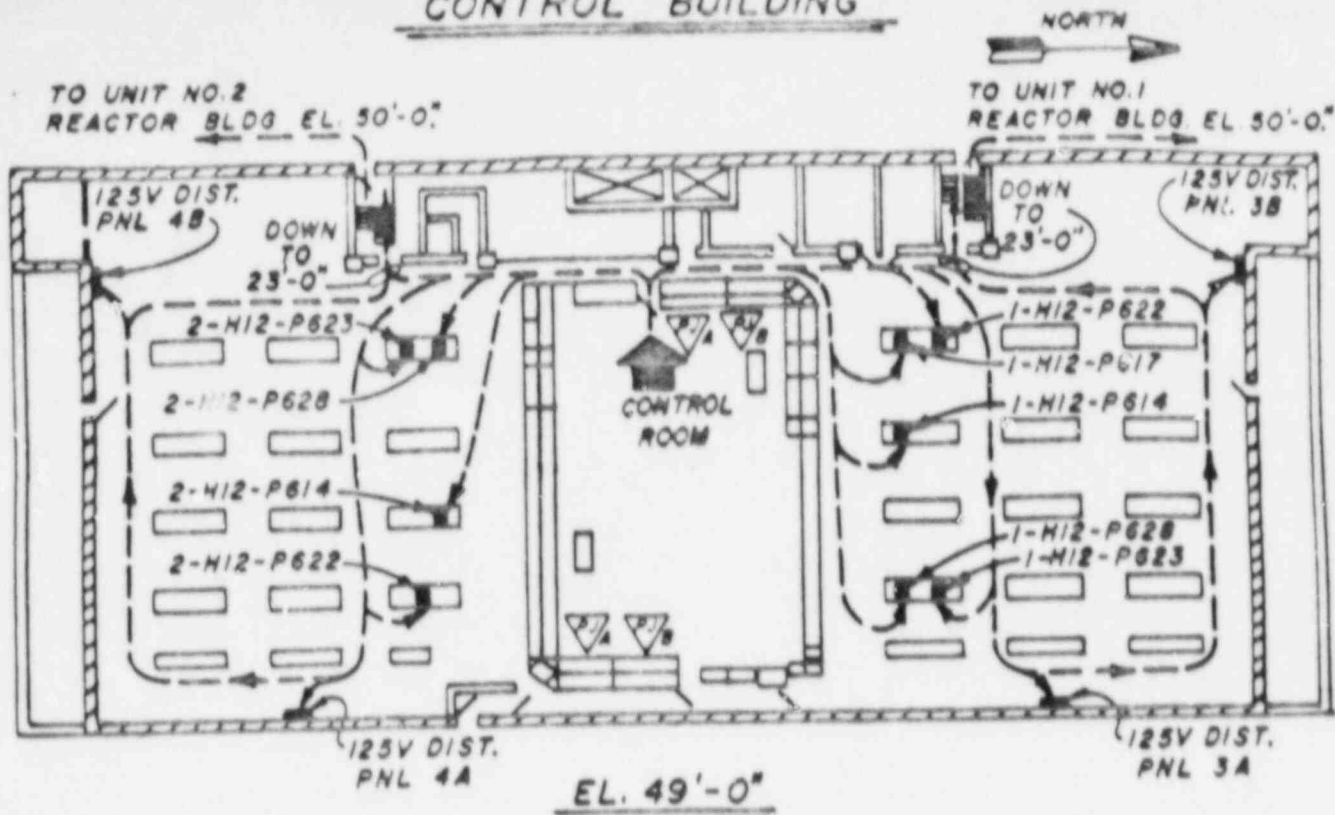 CONTROL BUILDING
NORTH
TO UNIT NO.2
REACTOR BLDG EL. 50'-0"
TO UNIT NO.1
REACTOR BLDG. EL. 50'-0"
125V DIST.
PNL 4B
DOWN
TO
23'-0"
DOWN
TO
23'-0"
125V DIST.
PNL 3B
2-H12-P623
2-H12-P628
2-H12-P614
2-H12-P622
PJ A
PJ B
CONTROL
ROOM
1-H12-P622
1-H12-P617
1-H12-P614
1-H12-P628
1-H12-P623
PJ A
PJ B
125V DIST.
PNL 4A
125V DIST.
PNL 3A
EL. 49'-0"